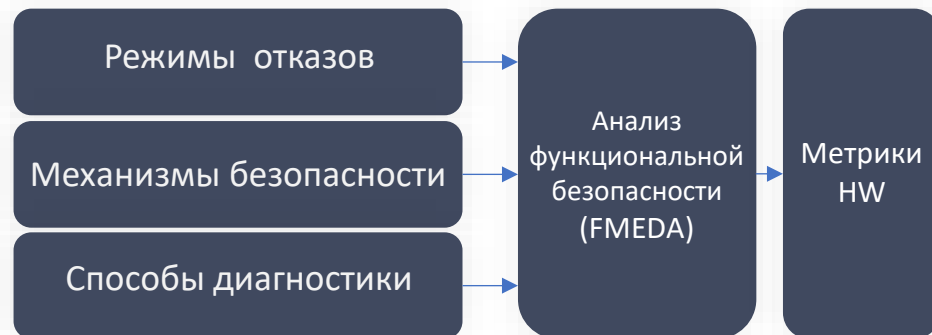 Режимы отказов
Механизмы безопасности
Способы диагностики
Анализ
функциональной
безопасности
(FMEDA)
Метрики
HW